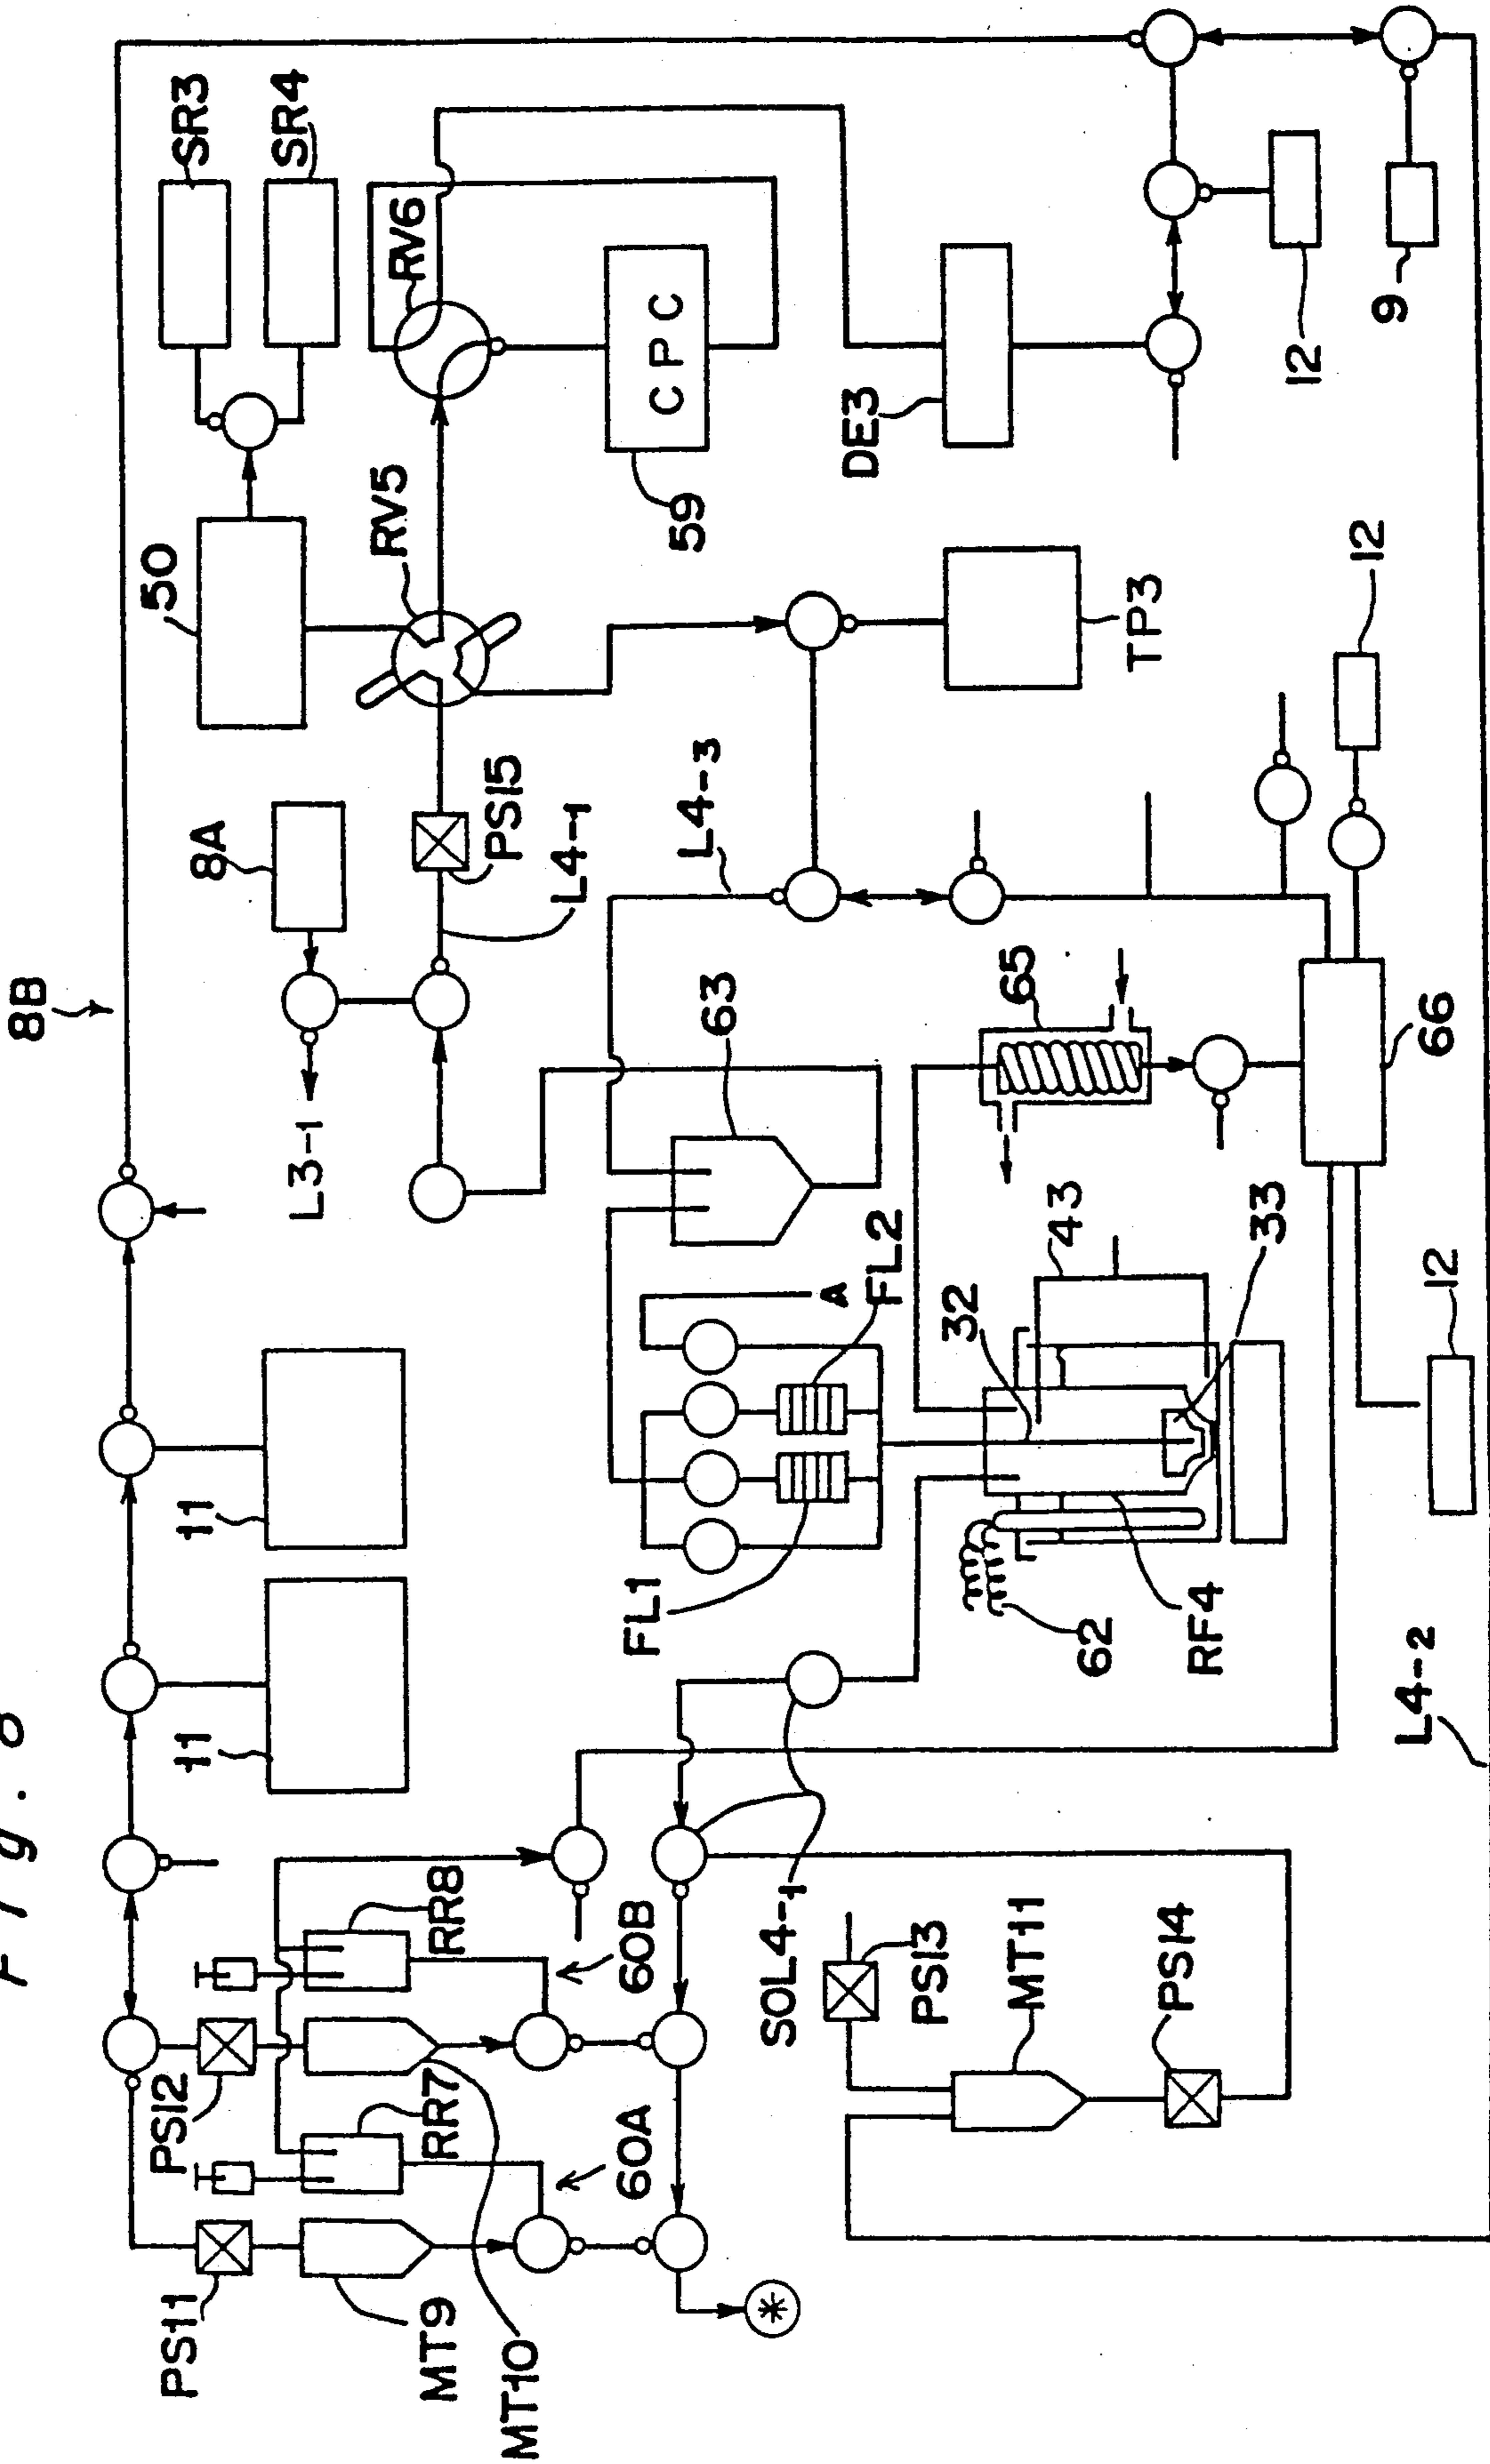 Fig. 8
8B
SR3
SR4
50
RV5
RV6
8A
PS15
L4-1
L3-1
C P C
59
DE3
12
9
TP3
12
L4-3
63
65
66
11
11
A
FL2
FL1
32
43
33
62
RF4
12
L4-2
PS11
PS12
MT9
MT10
RR7
RR8
60A
60B
SOL4-1
PS13
MT11
PS14
*